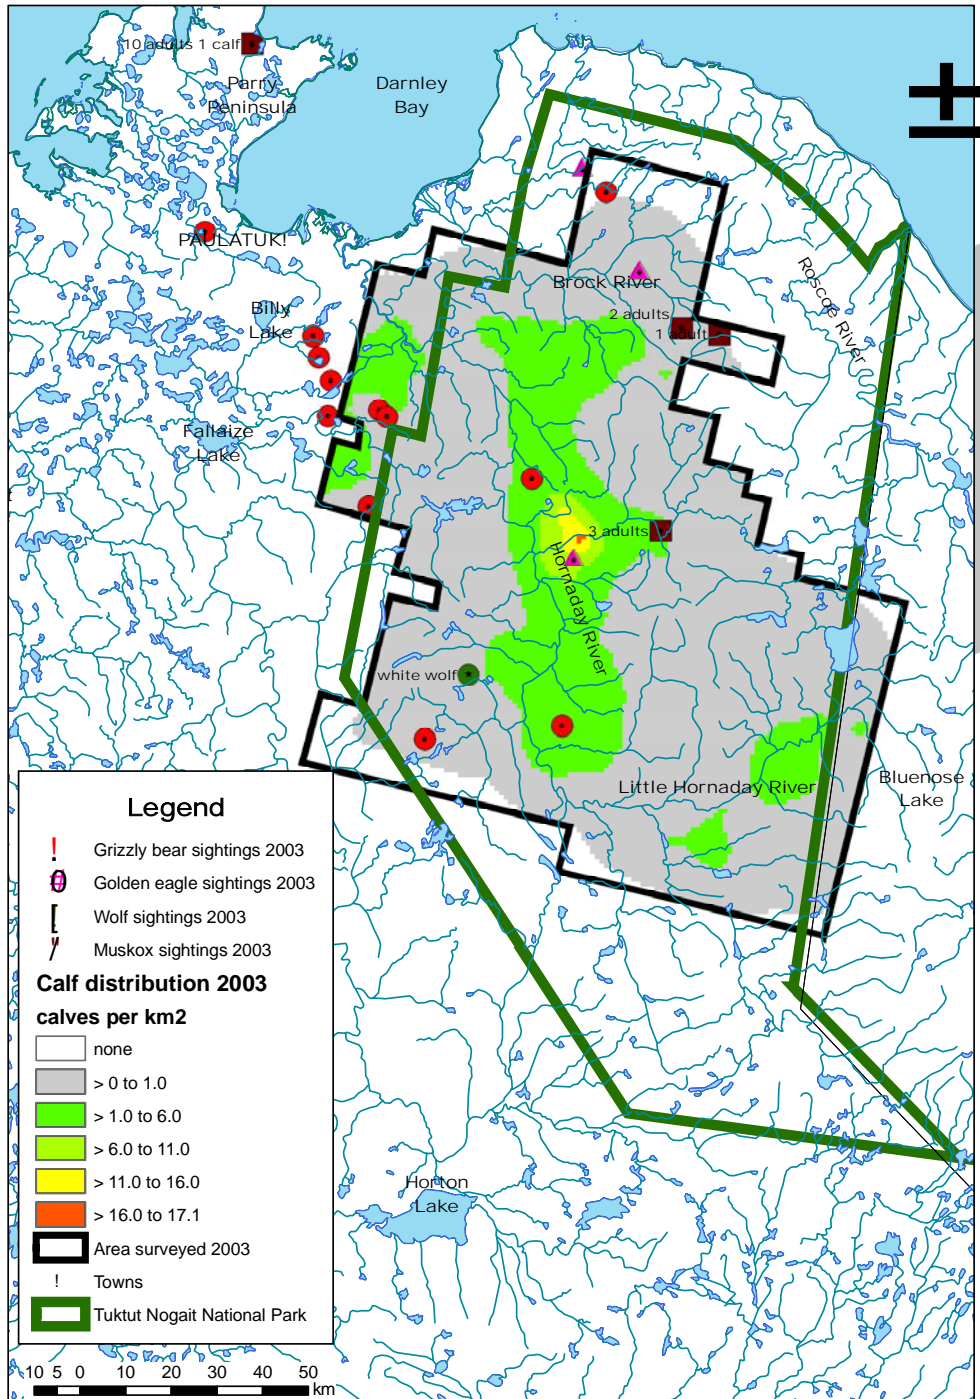 10 adults 1 calf
Parry
Peninsula
Darnley
Bay
PAULATUK!
Brock River
Roscoe River
Billy
Lake
2 adults
1 adult
Fallaize
Lake
3 adults
Hornaday River
white wolf
Little Hornaday River
Bluenose
Lake
Legend
! Grizzly bear sightings 2003
Golden eagle sightings 2003
[ Wolf sightings 2003
Muskox sightings 2003
Calf distribution 2003
calves per km2
none
> 0 to 1.0
> 1.0 to 6.0
> 6.0 to 11.0
> 11.0 to 16.0
> 16.0 to 17.1
Area surveyed 2003
! Towns
Tuktut Nogait National Park
Horton
Lake
10 5 0 10 20 30 40 50
km